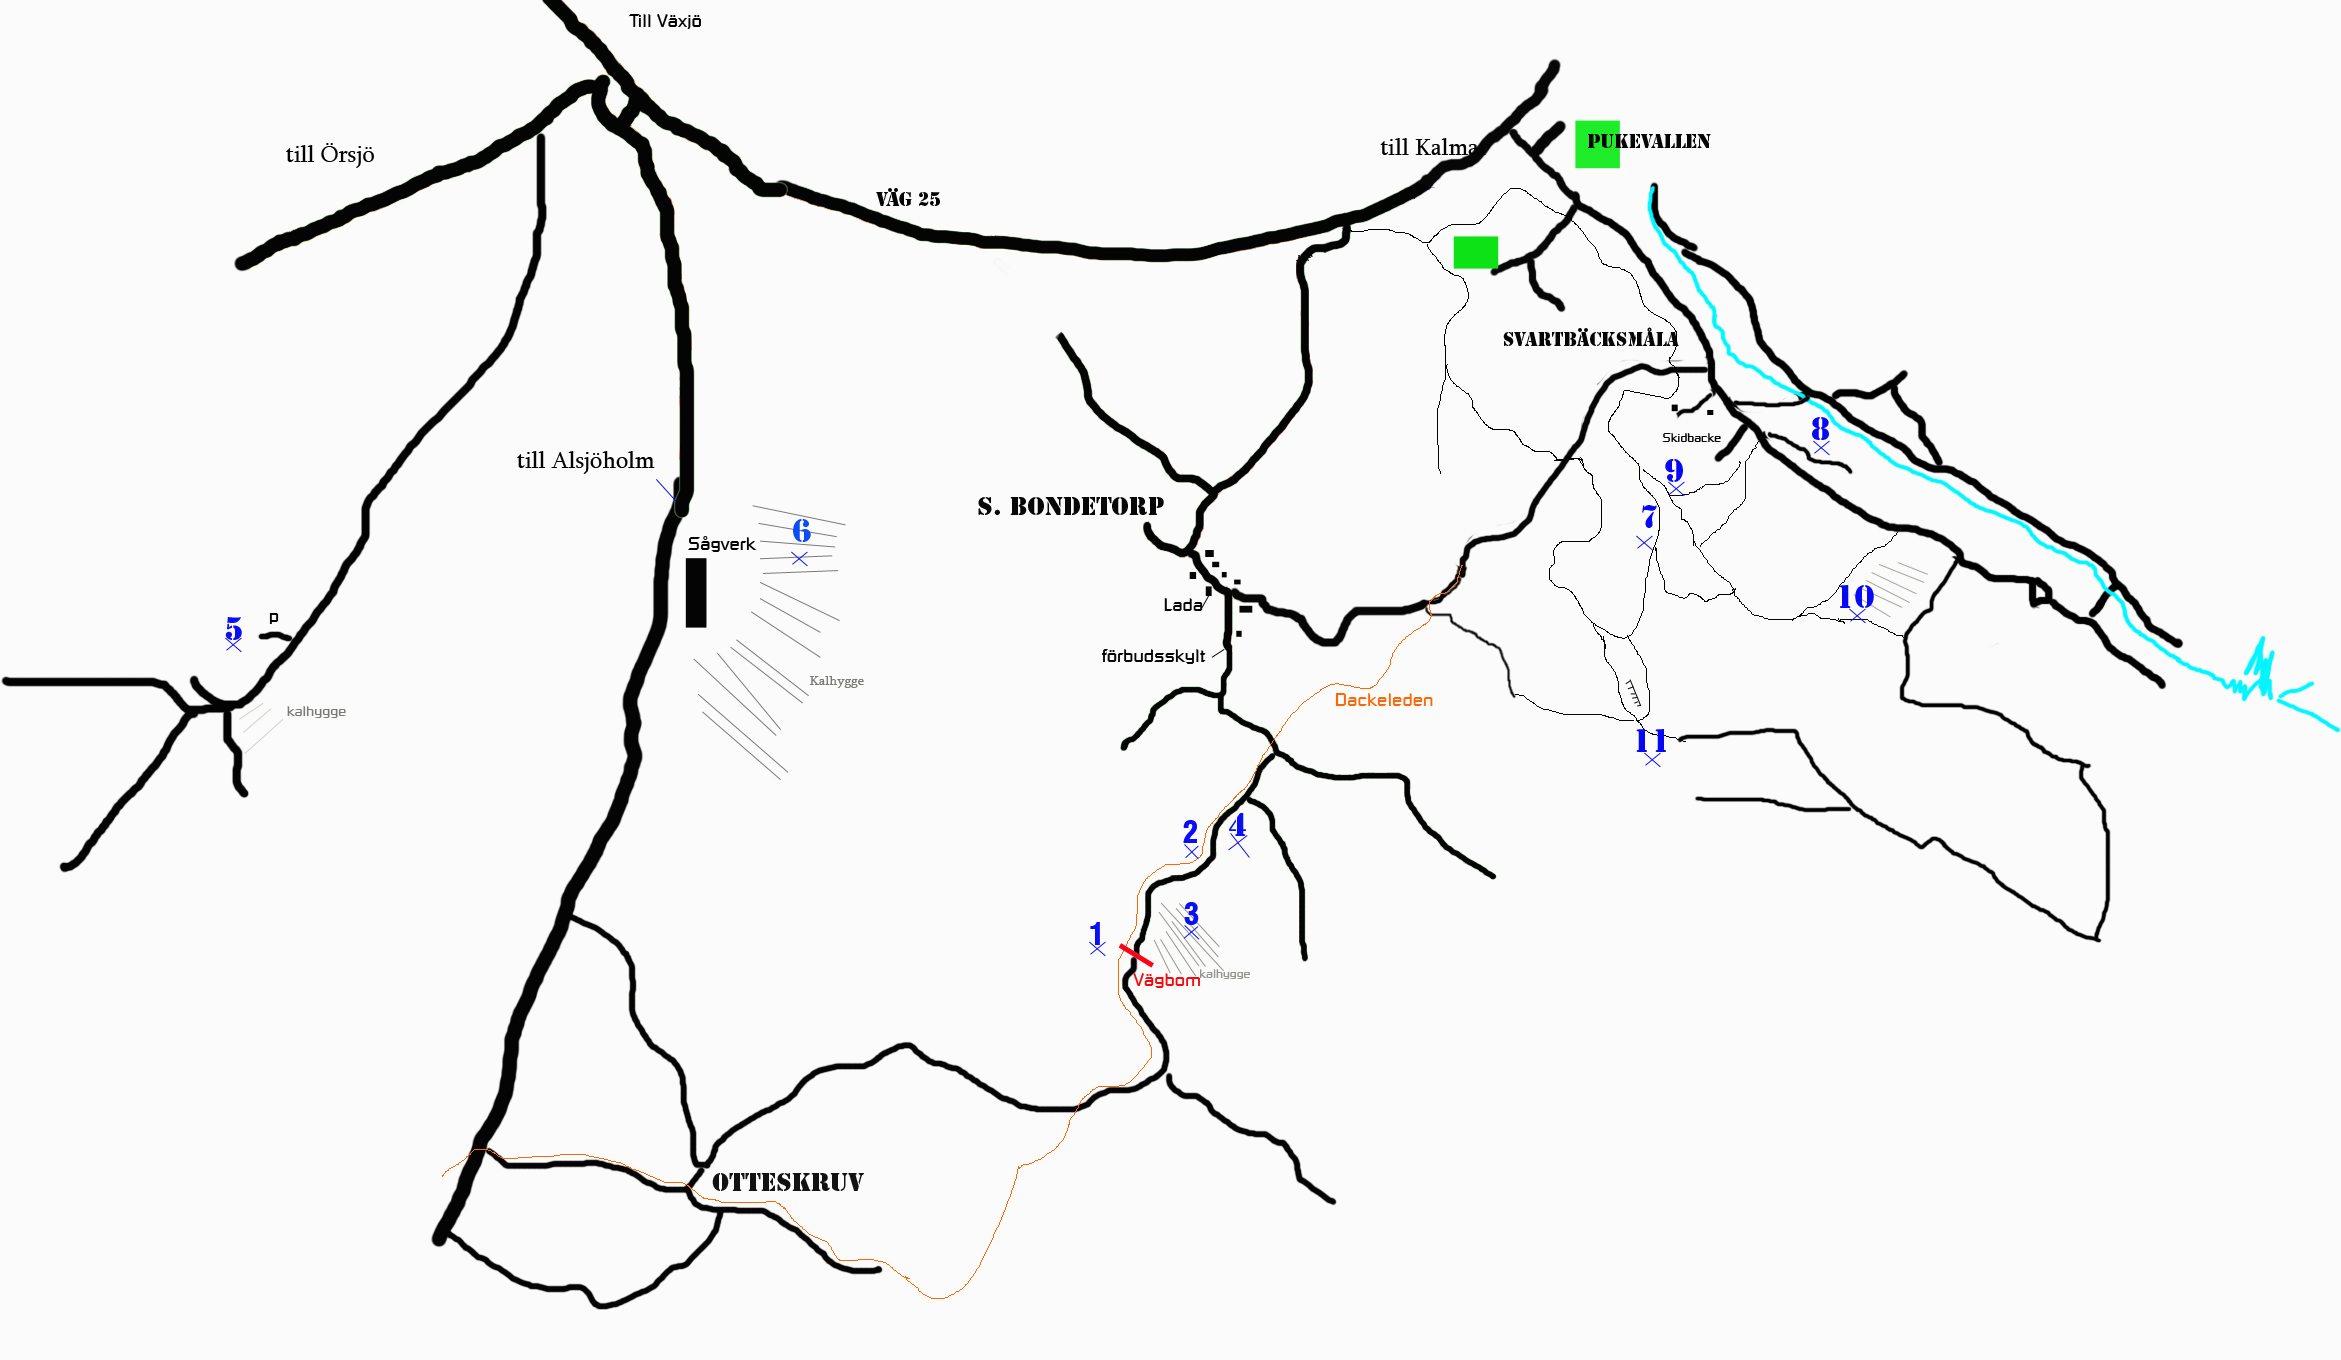 Till Växjö
till Örsjö
till Kalma
PUKEVALLEN
VÄG 25
SVARTBÄCKSMÅLA
till Alsjöholm
Skidbacke
8
9
S. BONDETORP
7
6
Sågverk
Lada
10
5
p
förbudsskylt
Kalhygge
Dackeleden
kalhygge
11
2
4
3
1
Vägbom
kalhygge
OTTESKRUV